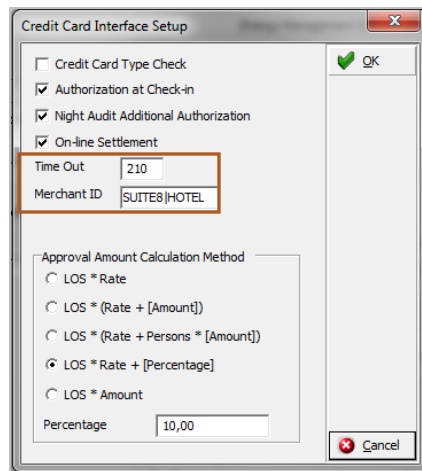 Credit Card Interface Setup
Credit Card Type Check
OK
Authorization at Check-in
Night Audit Additional Authorization
On-line Settlement
Time Out 210
Merchant ID SUITE8|HOTEL
Approval Amount Calculation Method
LOS * Rate
LOS * (Rate + [Amount])
LOS * (Rate + Persons * [Amount])
LOS * Rate + [Percentage]
LOS * Amount
Percentage 10,00
Cancel